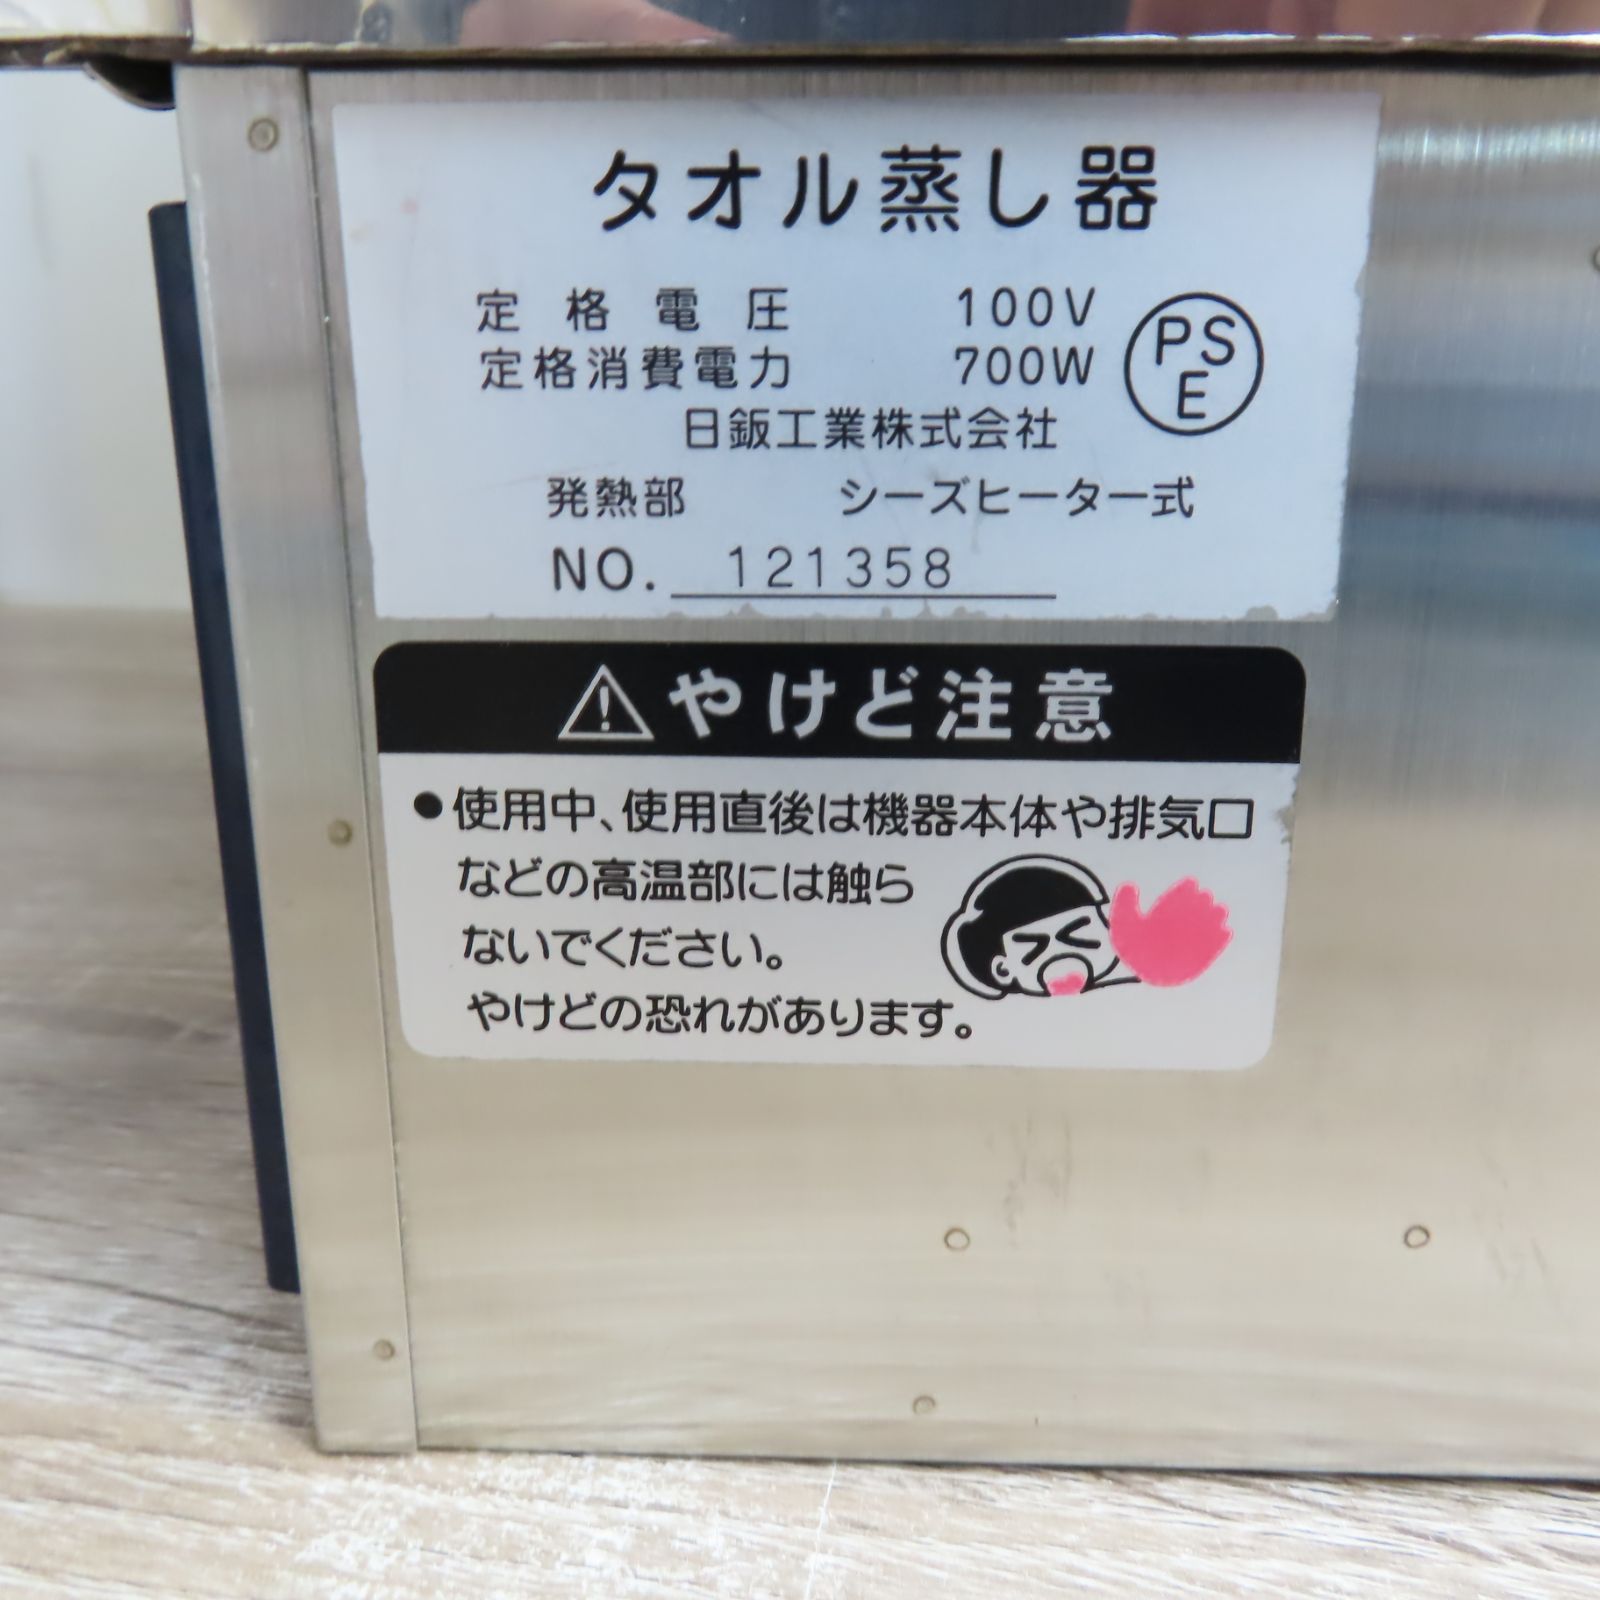 タオル蒸し器
定格電圧 100V
定格消費電力 700W
PS
E
日鈑工業株式会社
発熱部 シーズヒーター式
NO. 121358
やけど注意
●使用中、使用直後は機器本体や排気口
などの高温部には触ら
ないでください。
やけどの恐れがあります。